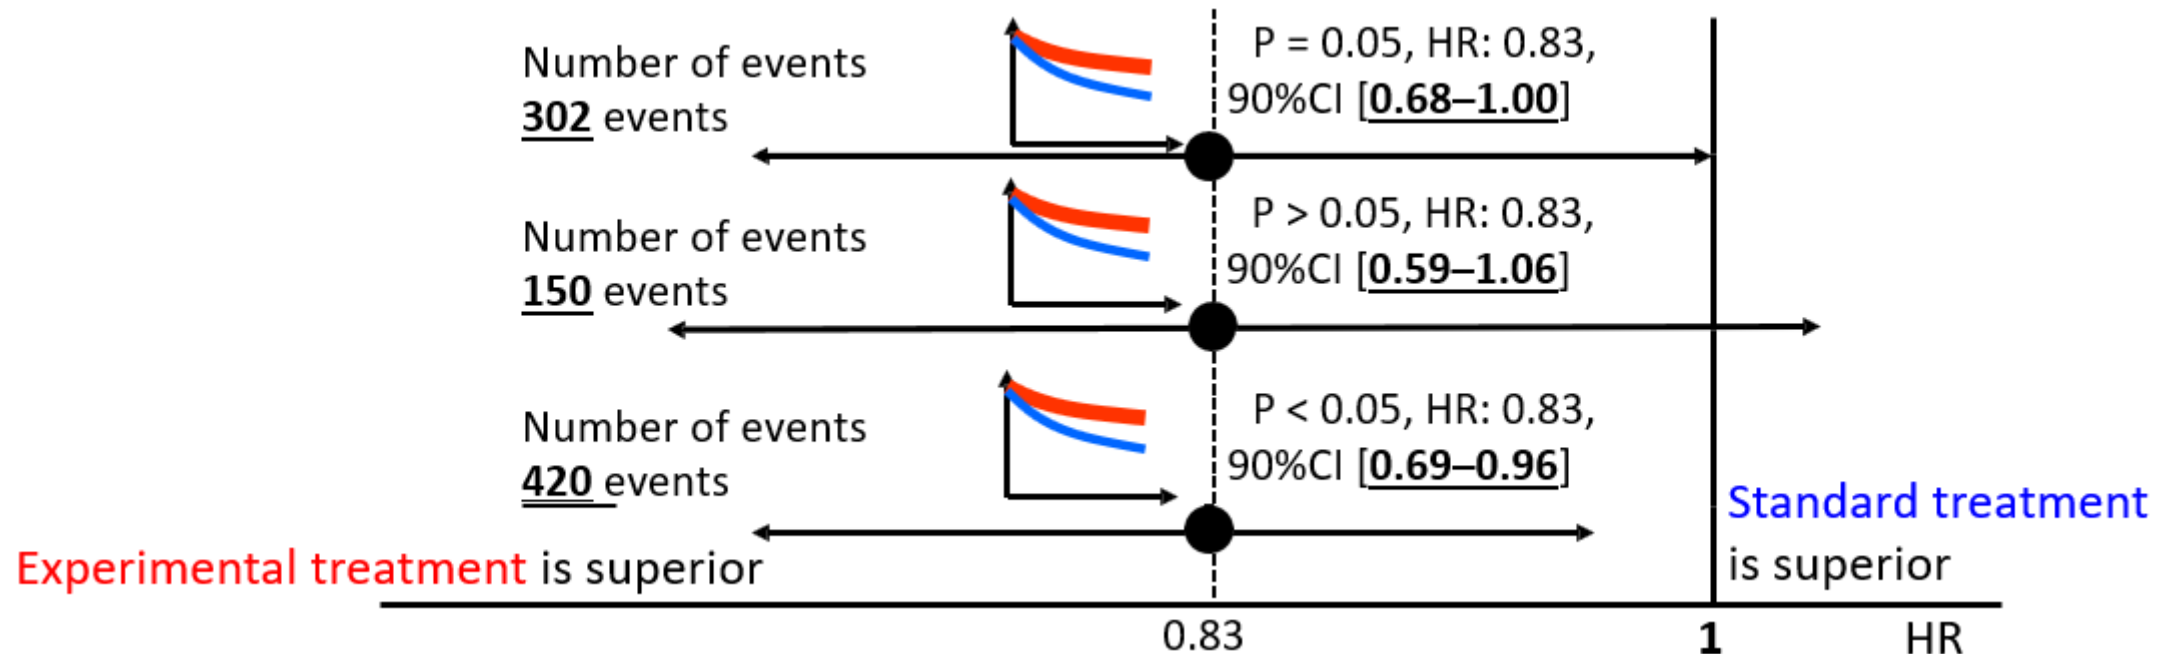 Number of events
302 events
P = 0.05, HR: 0.83,
90%CI [0.68–1.00]
Number of events
150 events
P > 0.05, HR: 0.83,
90%CI [0.59–1.06]
Number of events
420 events
P < 0.05, HR: 0.83,
90%CI [0.69–0.96]
Experimental treatment is superior
Standard treatment
is superior
0.83
1
HR